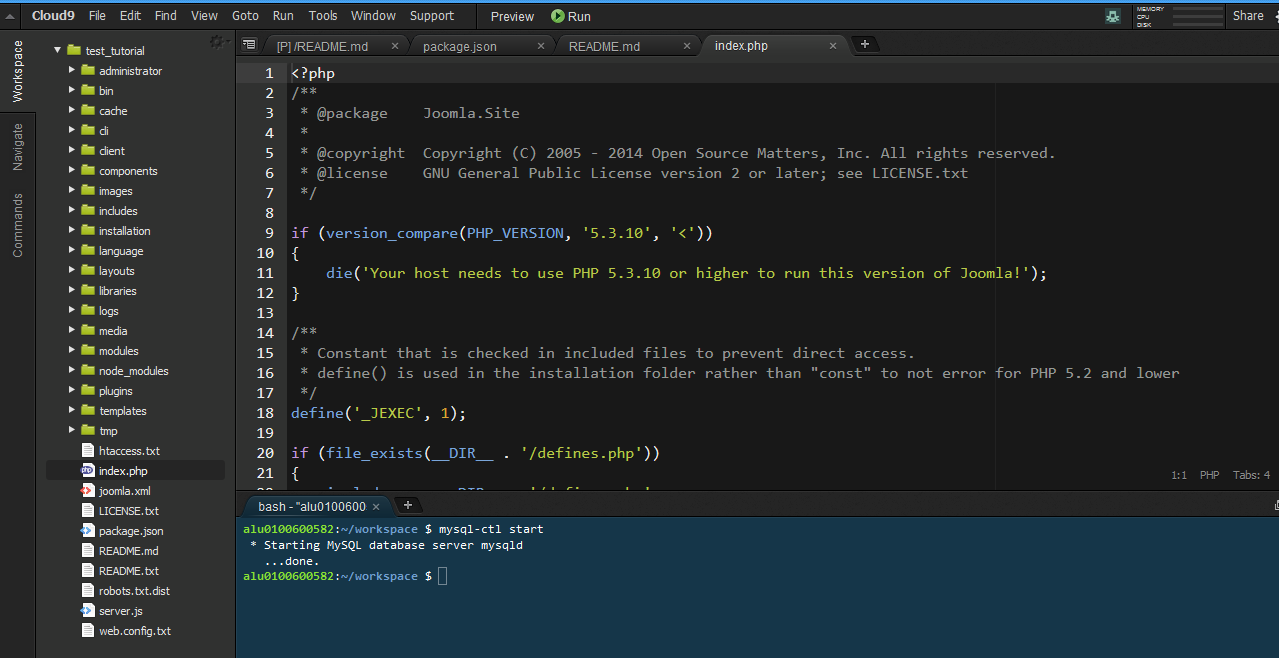 Cloud9 File Edit Find View Goto Run Tools Window Support Preview Run MEMORY CPU DISK Share
Workspace
Navigate
Commands
test_tutorial
administrator
bin
cache
cli
client
components
images
includes
installation
language
layouts
libraries
logs
media
modules
node_modules
plugins
templates
tmp
htaccess.txt
index.php
joomla.xml
LICENSE.txt
package.json
README.md
README.txt
robots.txt.dist
server.js
web.config.txt
[P] /README.md × package.json × README.md × index.php × +
1 <?php
2 /**
3  * @package    Joomla.Site
4  *
5  * @copyright  Copyright (C) 2005 - 2014 Open Source Matters, Inc. All rights reserved.
6  * @license    GNU General Public License version 2 or later; see LICENSE.txt
7  */
8
9 if (version_compare(PHP_VERSION, '5.3.10', '<'))
10 {
11     die('Your host needs to use PHP 5.3.10 or higher to run this version of Joomla!');
12 }
13
14 /**
15  * Constant that is checked in included files to prevent direct access.
16  * define() is used in the installation folder rather than "const" to not error for PHP 5.2 and lower
17  */
18 define('_JEXEC', 1);
19
20 if (file_exists(__DIR__ . '/defines.php'))
21 {
1:1 PHP Tabs: 4
bash - "alu0100600 × +
alu0100600582:~/workspace $ mysql-ctl start
 * Starting MySQL database server mysqld
   ...done.
alu0100600582:~/workspace $